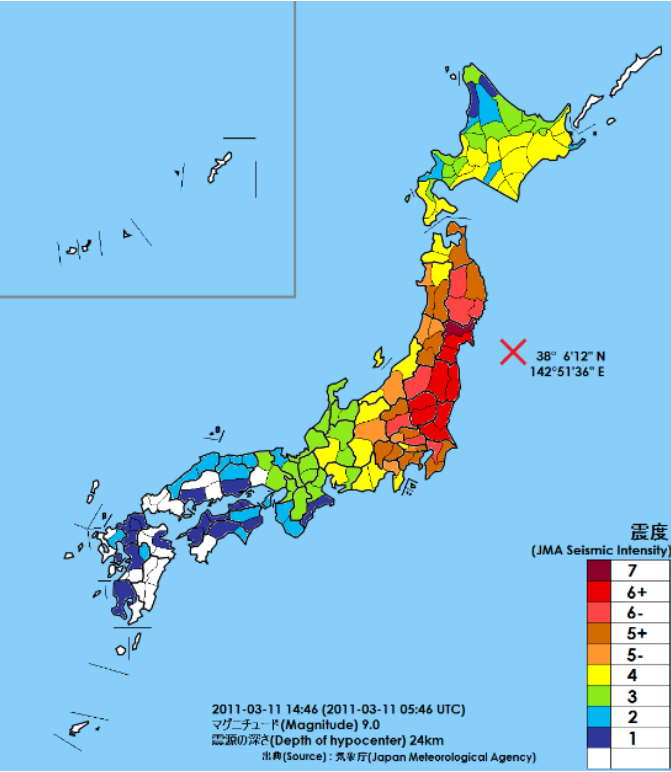 38° 6'12" N
142°51'36" E
震度
(JMA Seismic Intensity)
7
6+
6-
5+
5-
4
3
2
1
2011-03-11 14:46 (2011-03-11 05:46 UTC)
マグニチュード(Magnitude) 9.0
震源の深さ(Depth of hypocenter) 24km
出典(Source) : 気象庁(Japan Meteorological Agency)